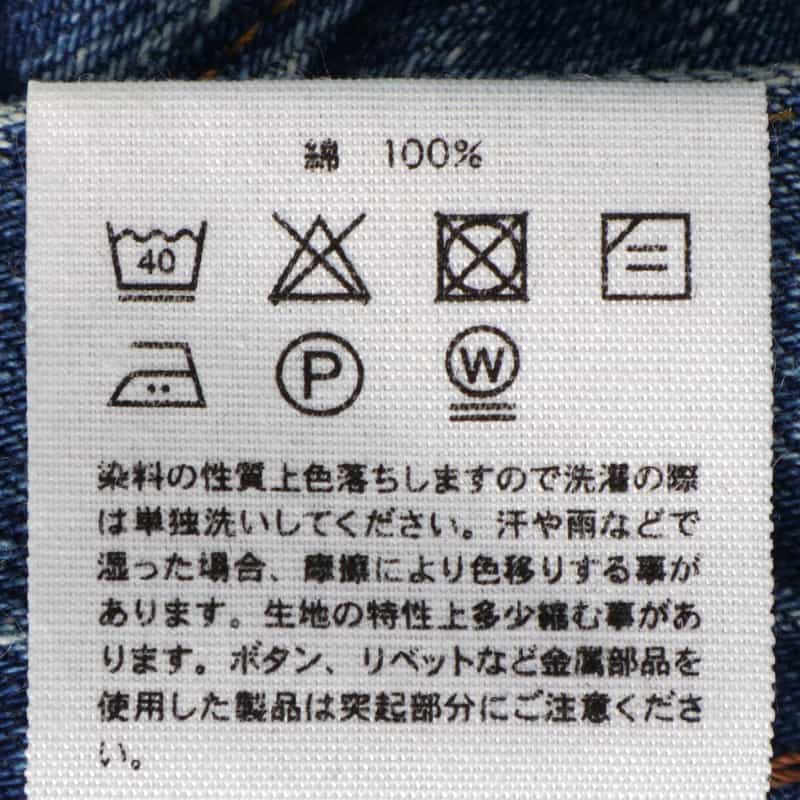 綿 100%
40
P W
染料の性質上色落ちしますので洗濯の際
は単独洗いしてください。汗や雨などで
湿った場合、摩擦により色移りする事が
あります。生地の特性上多少縮む事があ
ります。ボタン、リベットなど金属部品を
使用した製品は突起部分にご注意くださ
い。